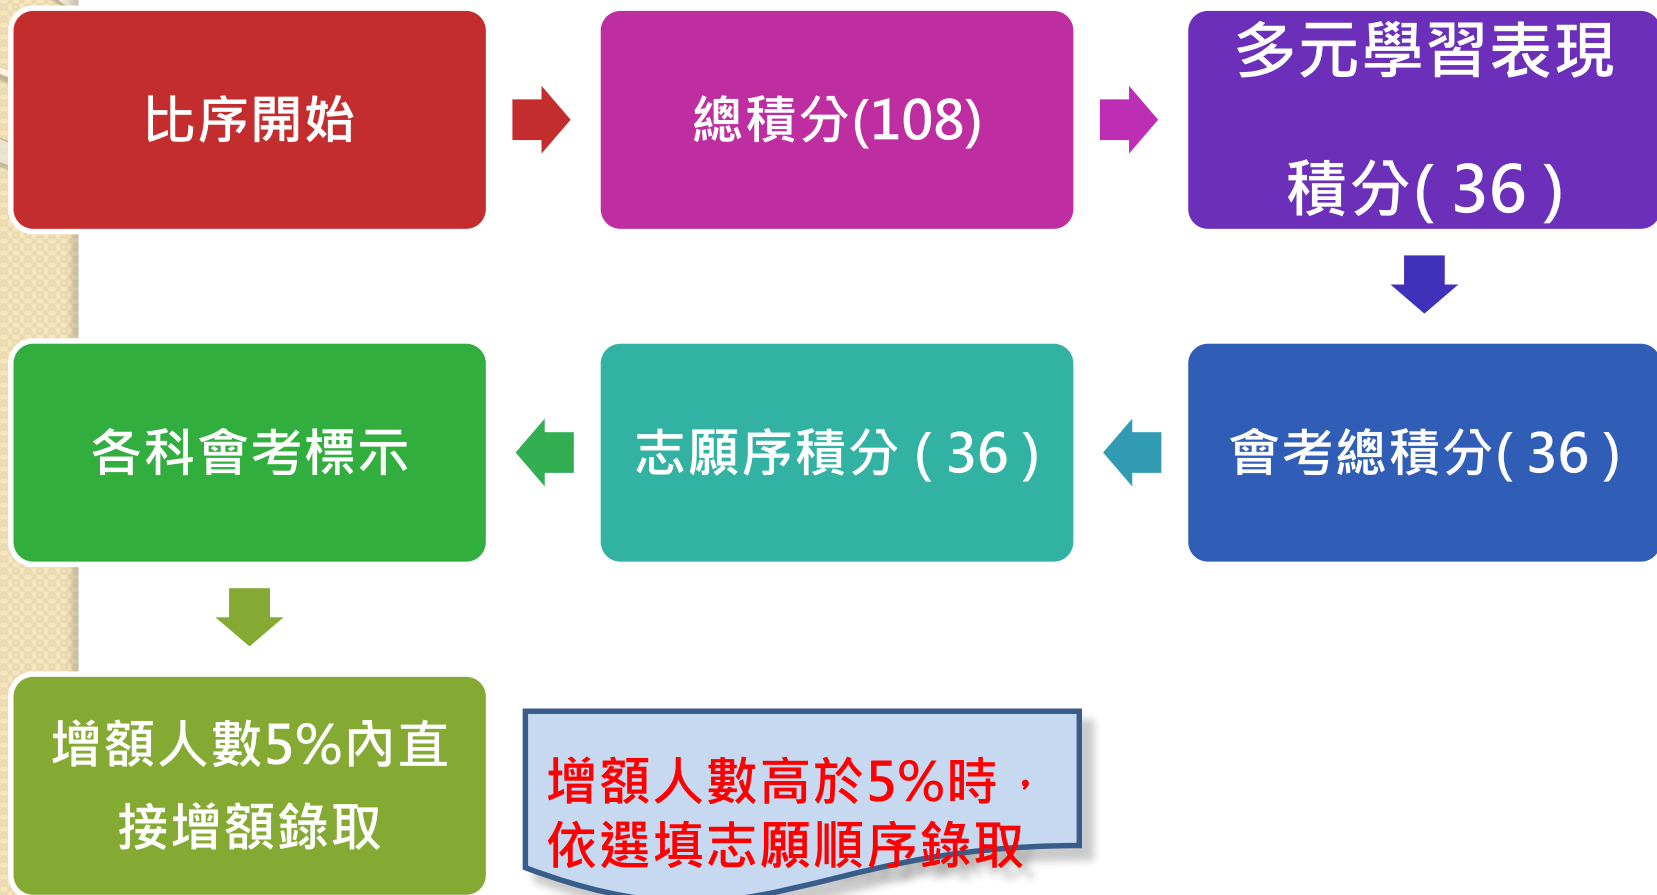 比序開始
總積分(108)
多元學習表現
積分( 36 )
會考總積分( 36 )
志願序積分 ( 36 )
各科會考標示
增額人數5%內直
接增額錄取
增額人數高於5%時，
依選填志願順序錄取